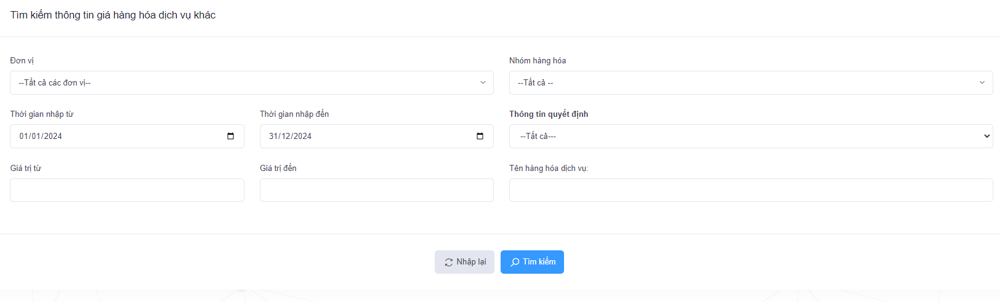 Tìm kiếm thông tin giá hàng hóa dịch vụ khác
Đơn vị
Nhóm hàng hóa
--Tất cả các đơn vị--
--Tất cả --
Thời gian nhập từ
Thời gian nhập đến
Thông tin quyết định
01/01/2024
31/12/2024
--Tất cả---
Giá trị từ
Giá trị đến
Tên hàng hóa dịch vụ:
Nhập lại
Tìm kiếm